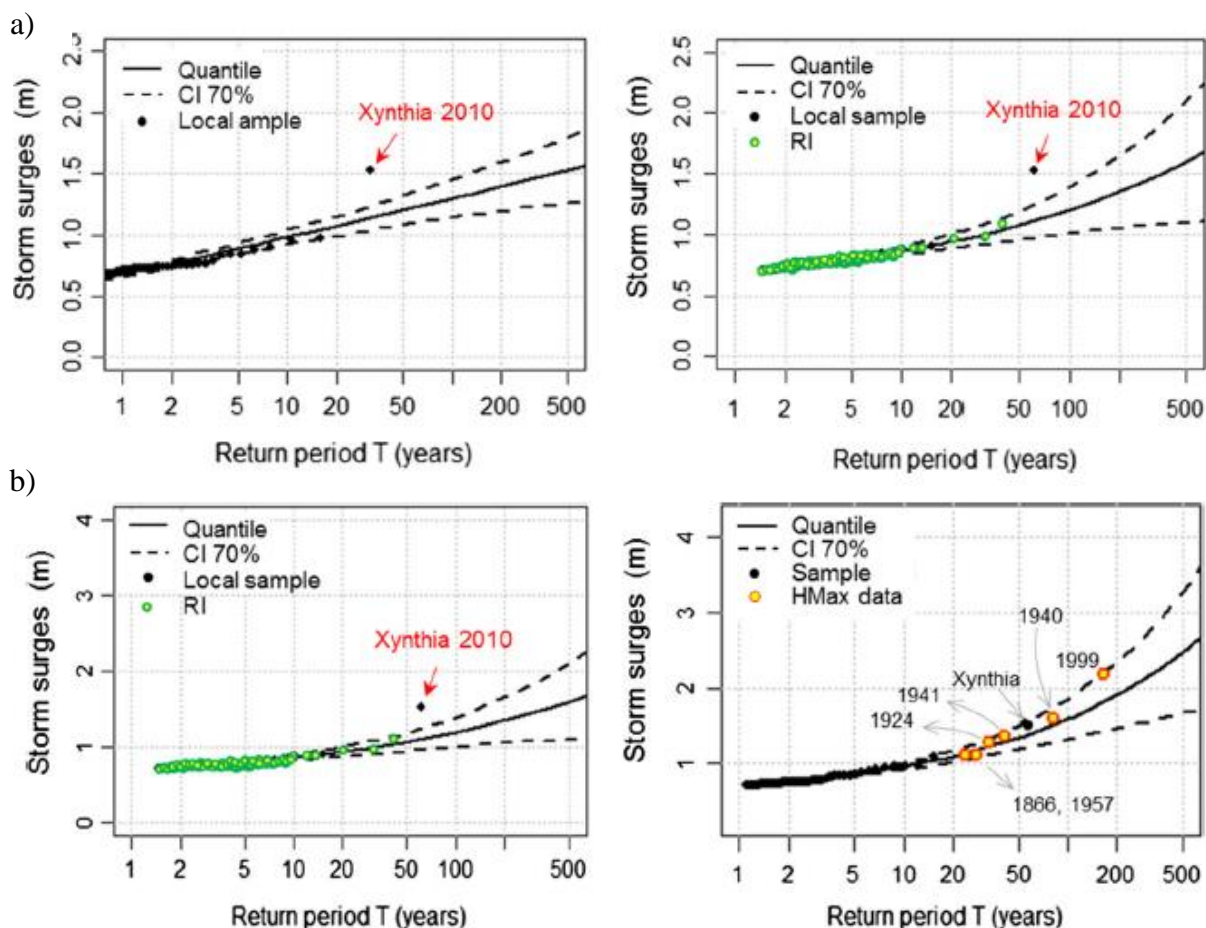 a)
Storm surges (m)
0.0 0.5 1.0 1.5 2.0 2.5
Quantile
CI 70%
Local ample
Xynthia 2010
1 2 5 10 20 50 200 500
Return period T (years)
Storm surges (m)
0.0 0.5 1.0 1.5 2.0 2.5
Quantile
CI 70%
Local sample
RI
Xynthia 2010
1 2 5 10 20 50 100 500
Return period T (years)
b)
Storm surges (m)
0 1 2 3 4
Quantile
CI 70%
Local sample
RI
Xynthia 2010
1 2 5 10 20 50 100 500
Return period T (years)
Storm surges (m)
1 2 3 4
Quantile
CI 70%
Sample
HMax data
1940
1999
Xynthia
1941
1924
1866, 1957
1 2 5 10 20 50 200 500
Return period T (years)